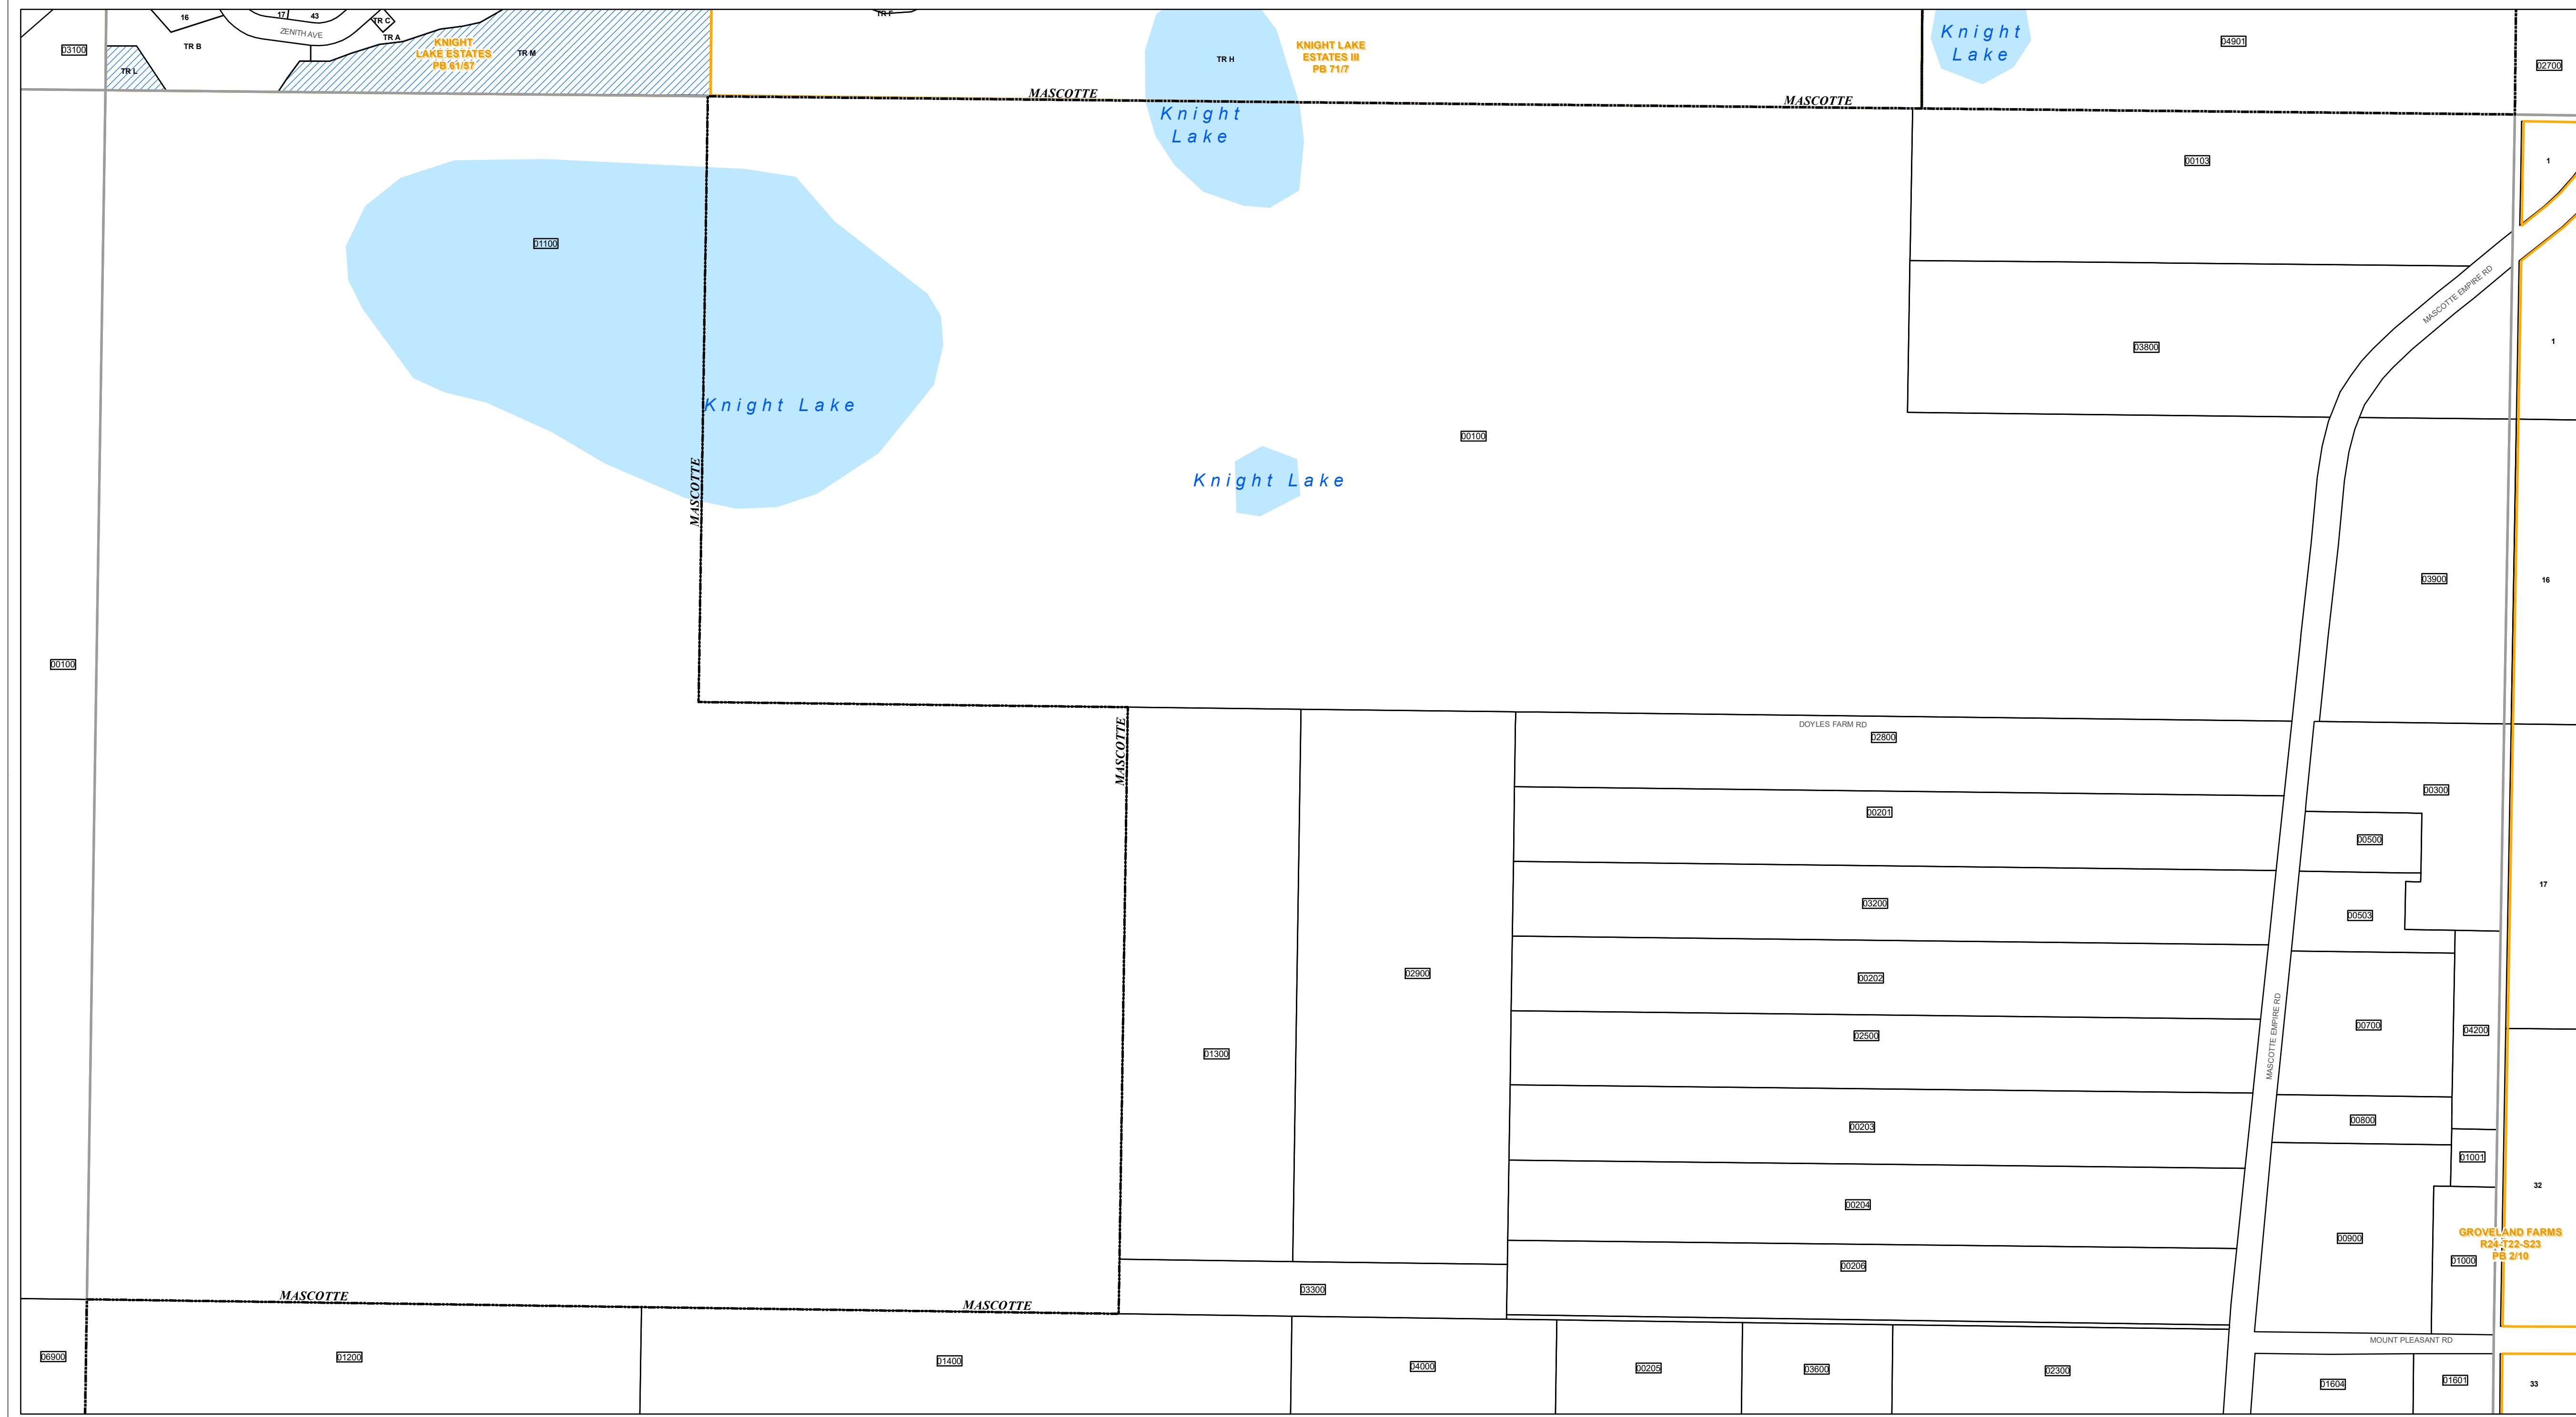 16
17
43
TR C
TR F
ZENITH AVE
TR A
TR B
03100
TR L
KNIGHT
LAKE ESTATES
PB 61/57
TR M
TR H
KNIGHT LAKE
ESTATES III
PB 71/7
Knight
Lake
04901
02700
MASCOTTE
MASCOTTE
Knight
Lake
00103
1
01100
MASCOTTE EMPIRE RD
03800
1
Knight Lake
00100
Knight Lake
MASCOTTE
03900
16
00100
MASCOTTE
DOYLES FARM RD
02800
00300
00201
00500
17
03200
00503
02900
00202
00700
04200
02500
MASCOTTE EMPIRE RD
01300
00203
00800
01001
32
00204
00900
GROVELAND FARMS
R24-T22-S23
PB 2/10
01000
00206
03300
MASCOTTE
MASCOTTE
MOUNT PLEASANT RD
06900
01200
01400
04000
00205
03600
02300
01604
01601
33